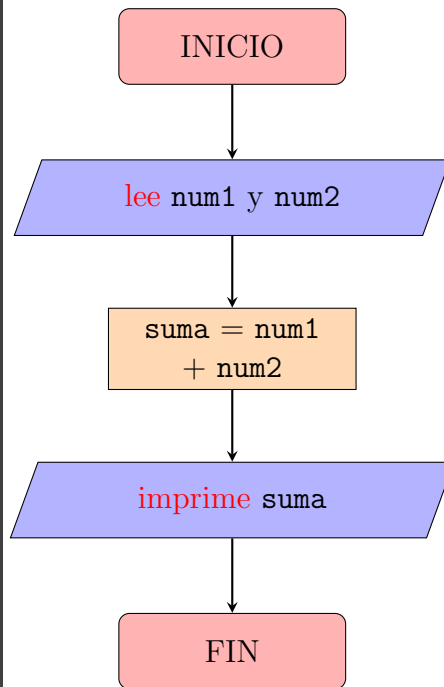 INICIO
lee num1 y num2
suma = num1
+ num2
imprime suma
FIN